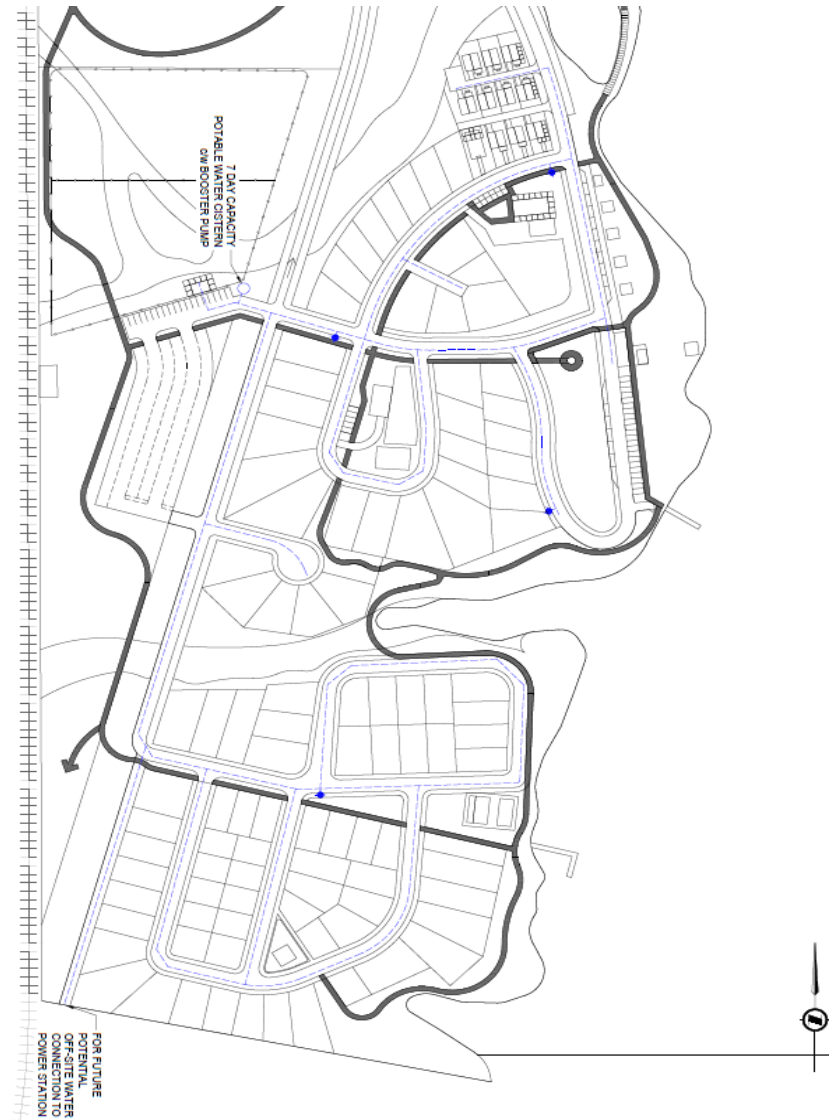 7 DAY CAPACITY
POTABLE WATER CISTERN
c/w BOOSTER PUMP
FOR FUTURE
POTENTIAL
OFF-SITE WATER
CONNECTION TO
POWER STATION